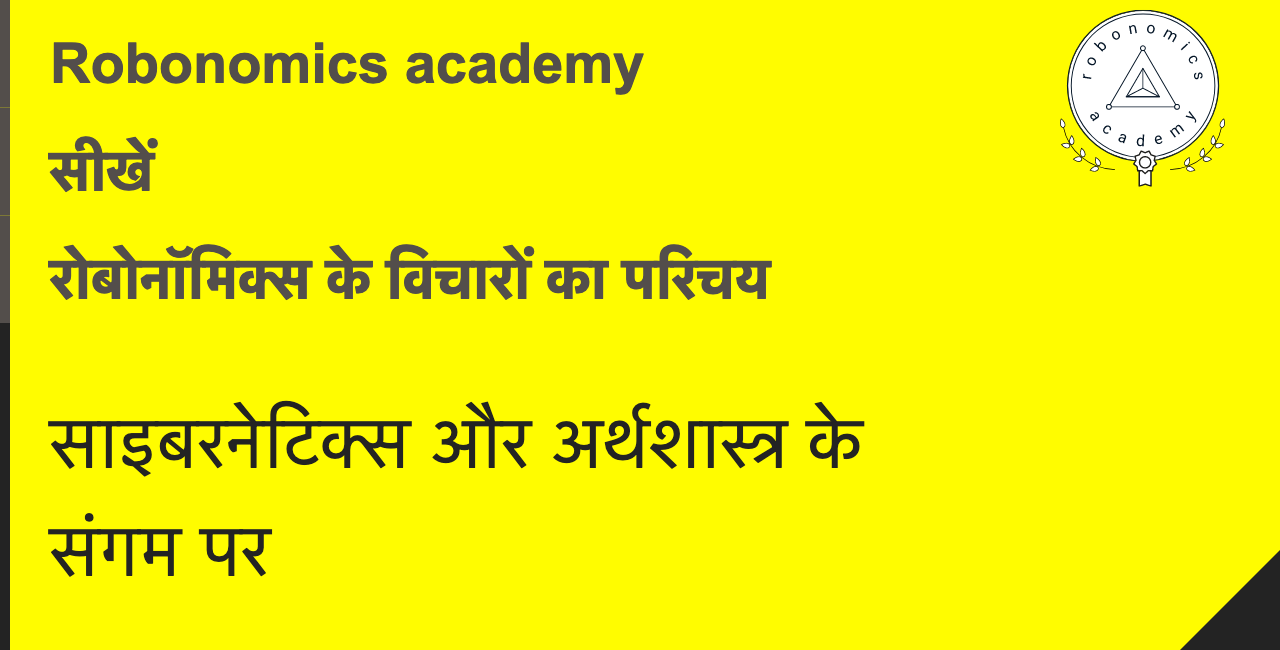 Robonomics academy
सीखें
रोबोनॉमिक्स के विचारों का परिचय
साइबरनेटिक्स और अर्थशास्त्र के
संगम पर
robonomics
academy